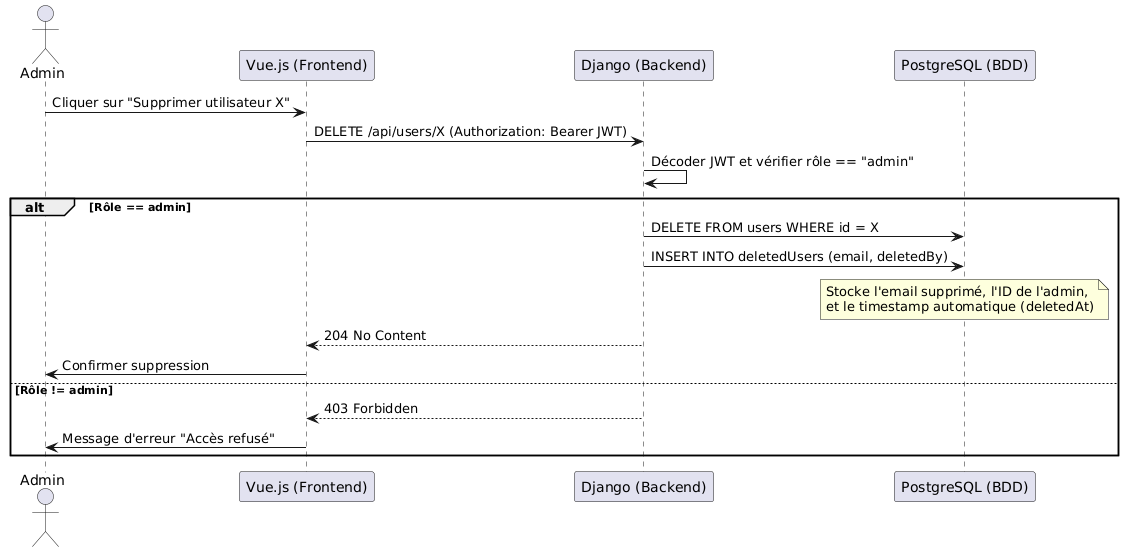 Admin
Vue.js (Frontend)
Django (Backend)
PostgreSQL (BDD)
Cliquer sur "Supprimer utilisateur X"
DELETE /api/users/X (Authorization: Bearer JWT)
Décoder JWT et vérifier rôle == "admin"
alt
[Rôle == admin]
DELETE FROM users WHERE id = X
INSERT INTO deletedUsers (email, deletedBy)
Stocke l'email supprimé, l'ID de l'admin,
et le timestamp automatique (deletedAt)
204 No Content
Confirmer suppression
[Rôle != admin]
403 Forbidden
Message d'erreur "Accès refusé"
Admin
Vue.js (Frontend)
Django (Backend)
PostgreSQL (BDD)